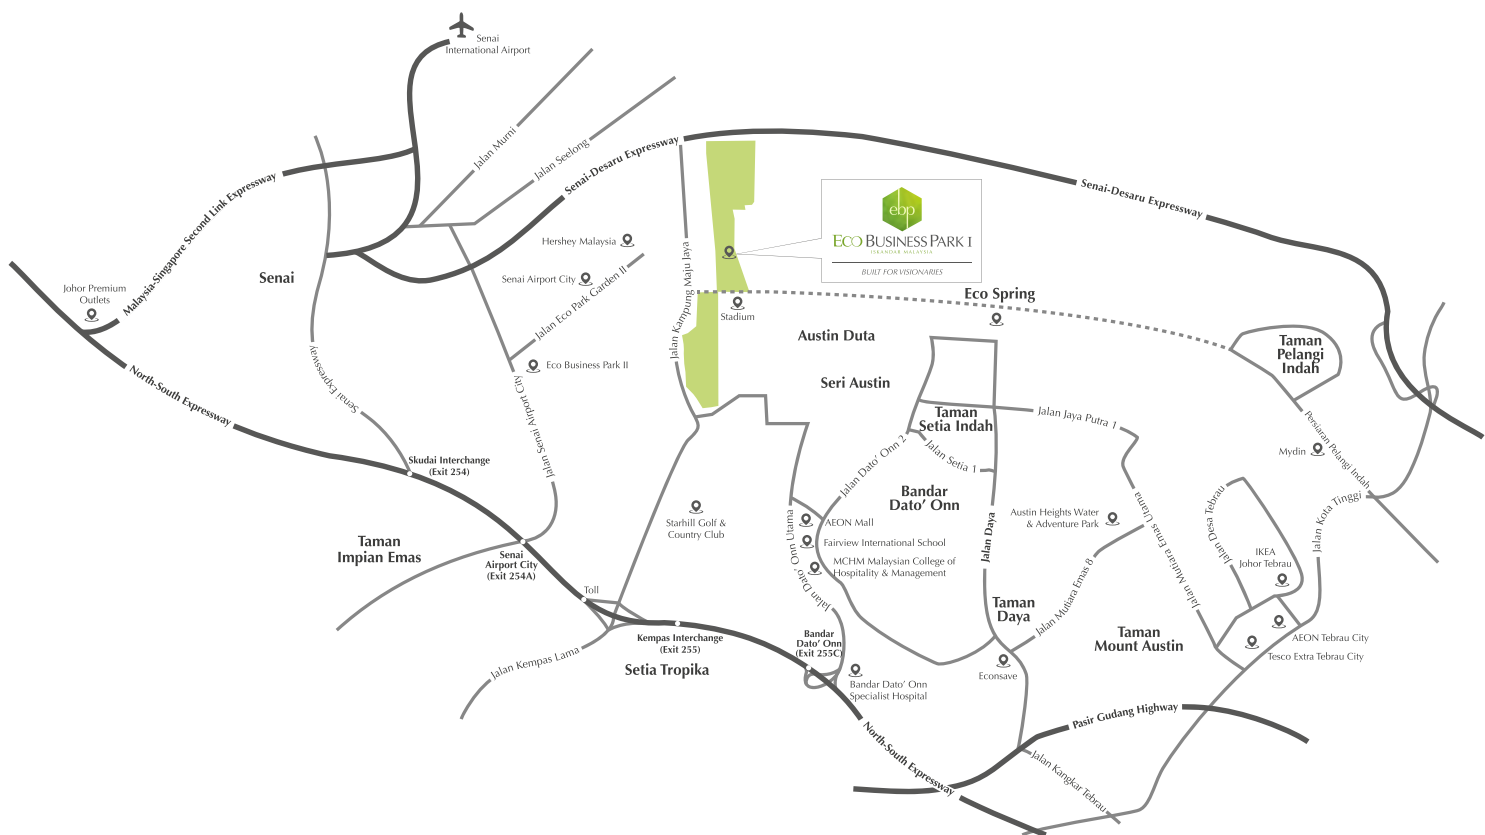 Senai
International Airport
Jalan Murni
Jalan Seelong
Senai-Desaru Expressway
Malaysia-Singapore Second Link Expressway
Senai-Desaru Expressway
ebp
ECO BUSINESS PARK I
ISKANDAR MALAYSIA
BUILT FOR VISIONARIES
Hershey Malaysia
Senai Airport City
Senai
Jalan Eco Park Garden II
Jalan Kampung Maju Jaya
Johor Premium
Outlets
Stadium
Eco Spring
Austin Duta
Taman
Pelangi
Indah
Eco Business Park II
Seri Austin
North-South Expressway
Senai Expressway
Jalan Senai Airport City
Taman
Setia Indah
Jalan Jaya Putra 1
Persiaran Pelangi Indah
Jalan Dato' Onn 2
Jalan Setia 1
Mydin
Skudai Interchange
(Exit 254)
Bandar
Dato' Onn
Jalan Kota Tinggi
Jalan Desa Tebrau
Starhill Golf &
Country Club
AEON Mall
Austin Heights Water
& Adventure Park
Jalan Mutiara Emas Utama
Jalan Dato' Onn Utama
Jalan Daya
Taman
Impian Emas
Fairview International School
Senai
Airport City
(Exit 254A)
MCHM Malaysian College of
Hospitality & Management
IKEA
Johor Tebrau
Jalan Mutiara Emas 8
Toll
Jalan Dato' Onn
Taman
Daya
Jalan Mutiara Emas Utama
Kempas Interchange
(Exit 255)
Bandar
Dato' Onn
(Exit 255C)
Taman
Mount Austin
AEON Tebrau City
Tesco Extra Tebrau City
Jalan Kempas Lama
Setia Tropika
Econsave
Bandar Dato' Onn
Specialist Hospital
Pasir Gudang Highway
North-South Expressway
Jalan Kangkar Tebrau